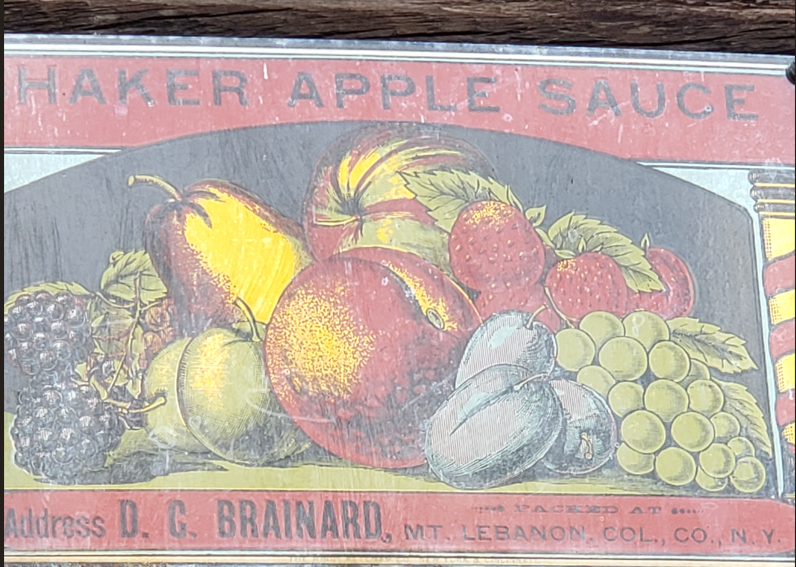 HAKER APPLE SAUCE
PACKED AT
Address D. C. BRAINARD, MT. LEBANON, COL., CO., N.Y.